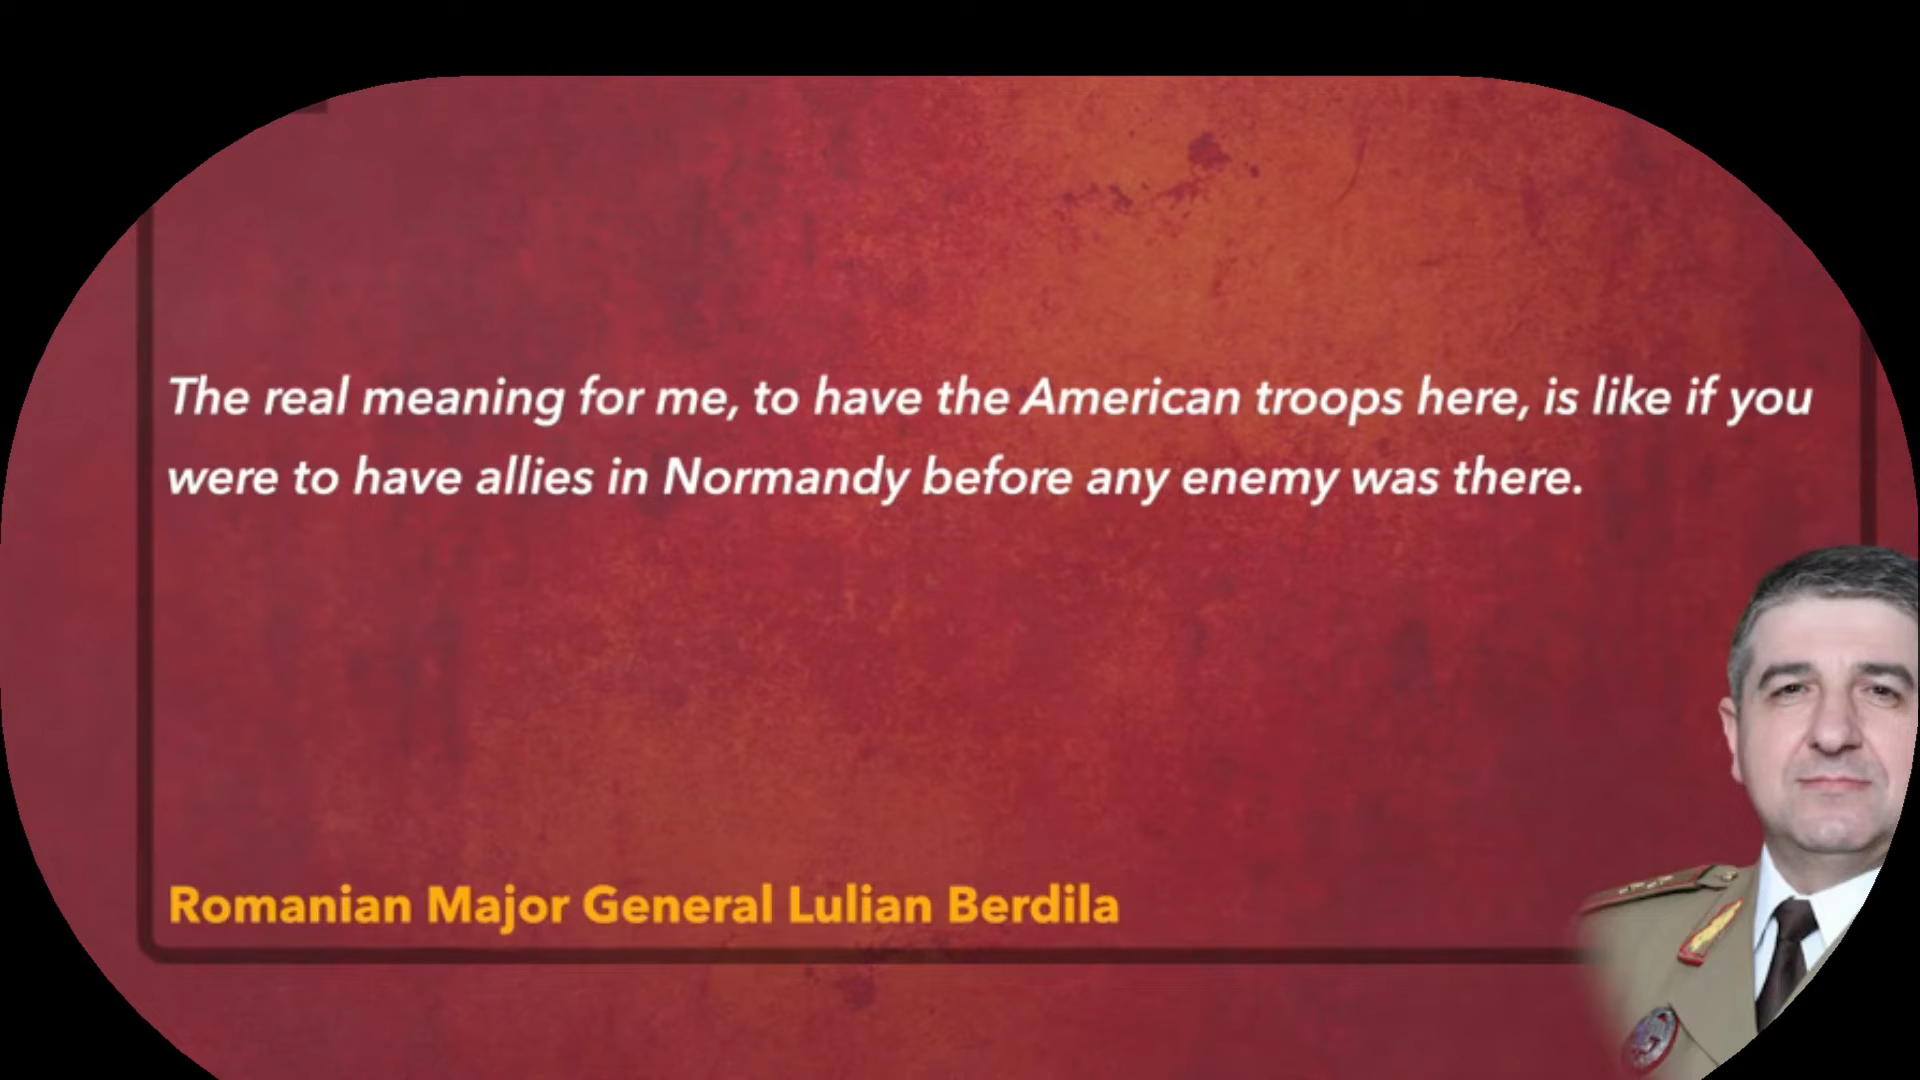 The real meaning for me, to have the American troops here, is like if you
were to have allies in Normandy before any enemy was there.
Romanian Major General Lulian Berdila